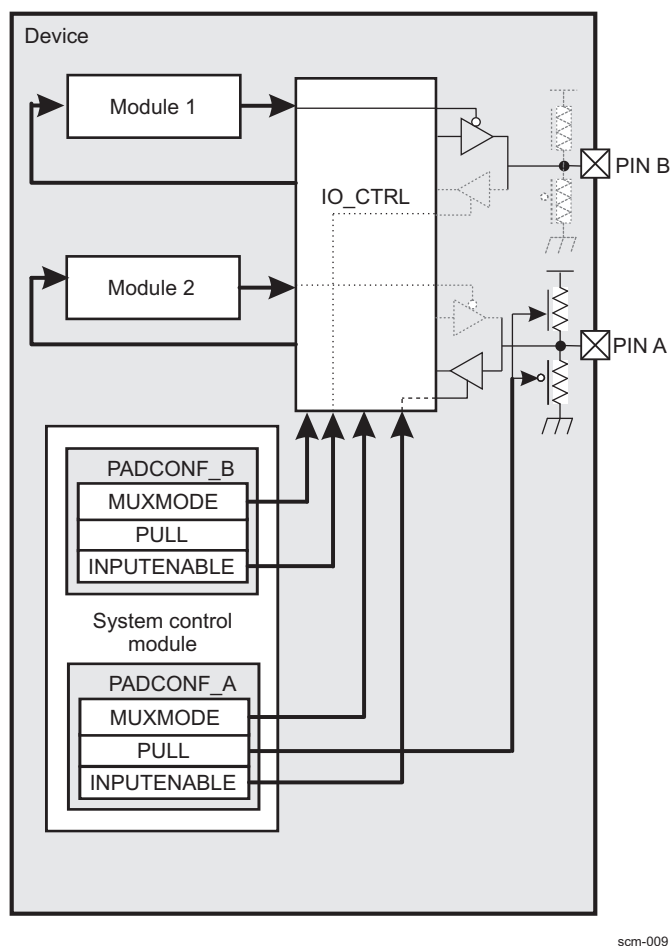 Device
Module 1
IO_CTRL
PIN B
Module 2
PIN A
PADCONF_B
MUXMODE
PULL
INPUTENABLE
System control
module
PADCONF_A
MUXMODE
PULL
INPUTENABLE
scm-009